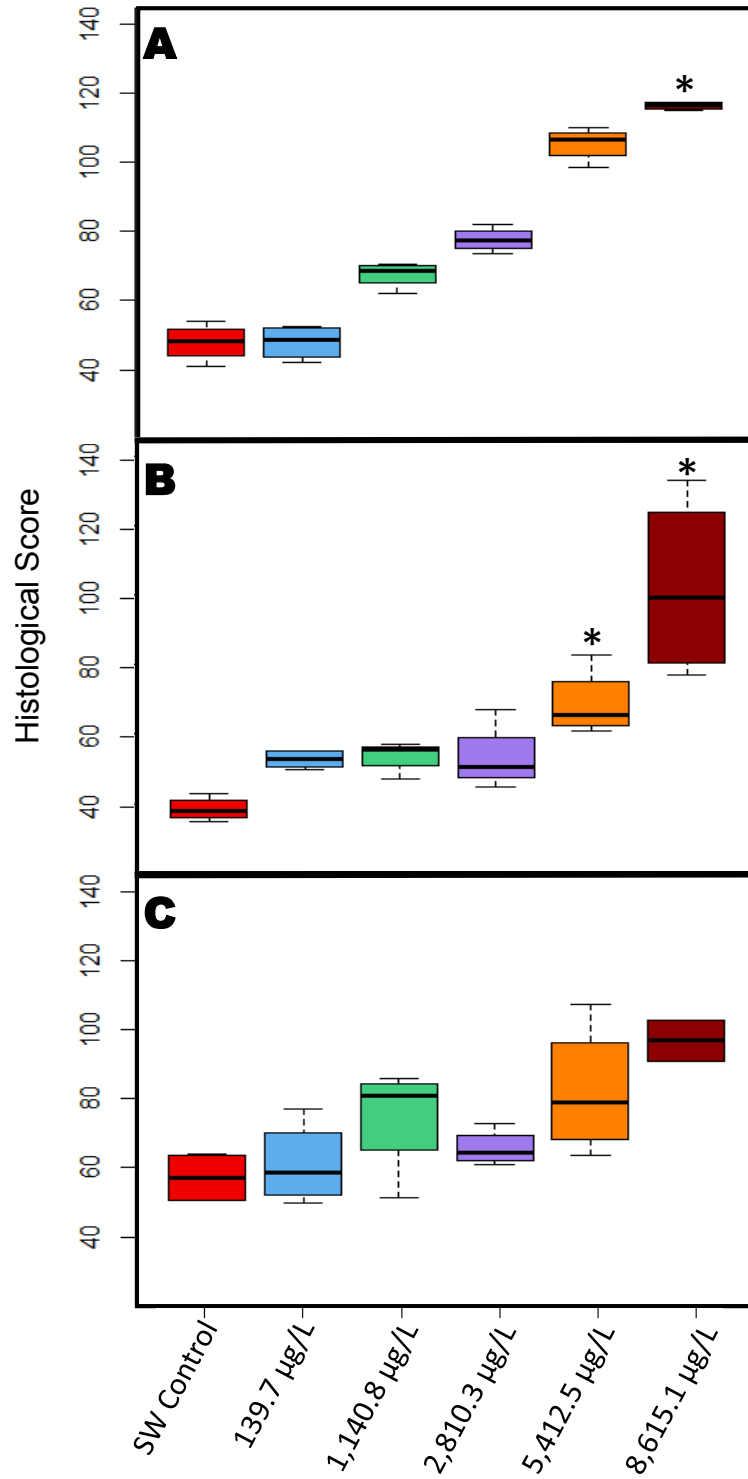 Histological Score
A
140
120
100
80
60
40
*
B
140
120
100
80
60
40
*
*
C
140
120
100
80
60
40
SW Control
139.7 µg/L
1,140.8 µg/L
2,810.3 µg/L
5,412.5 µg/L
8,615.1 µg/L